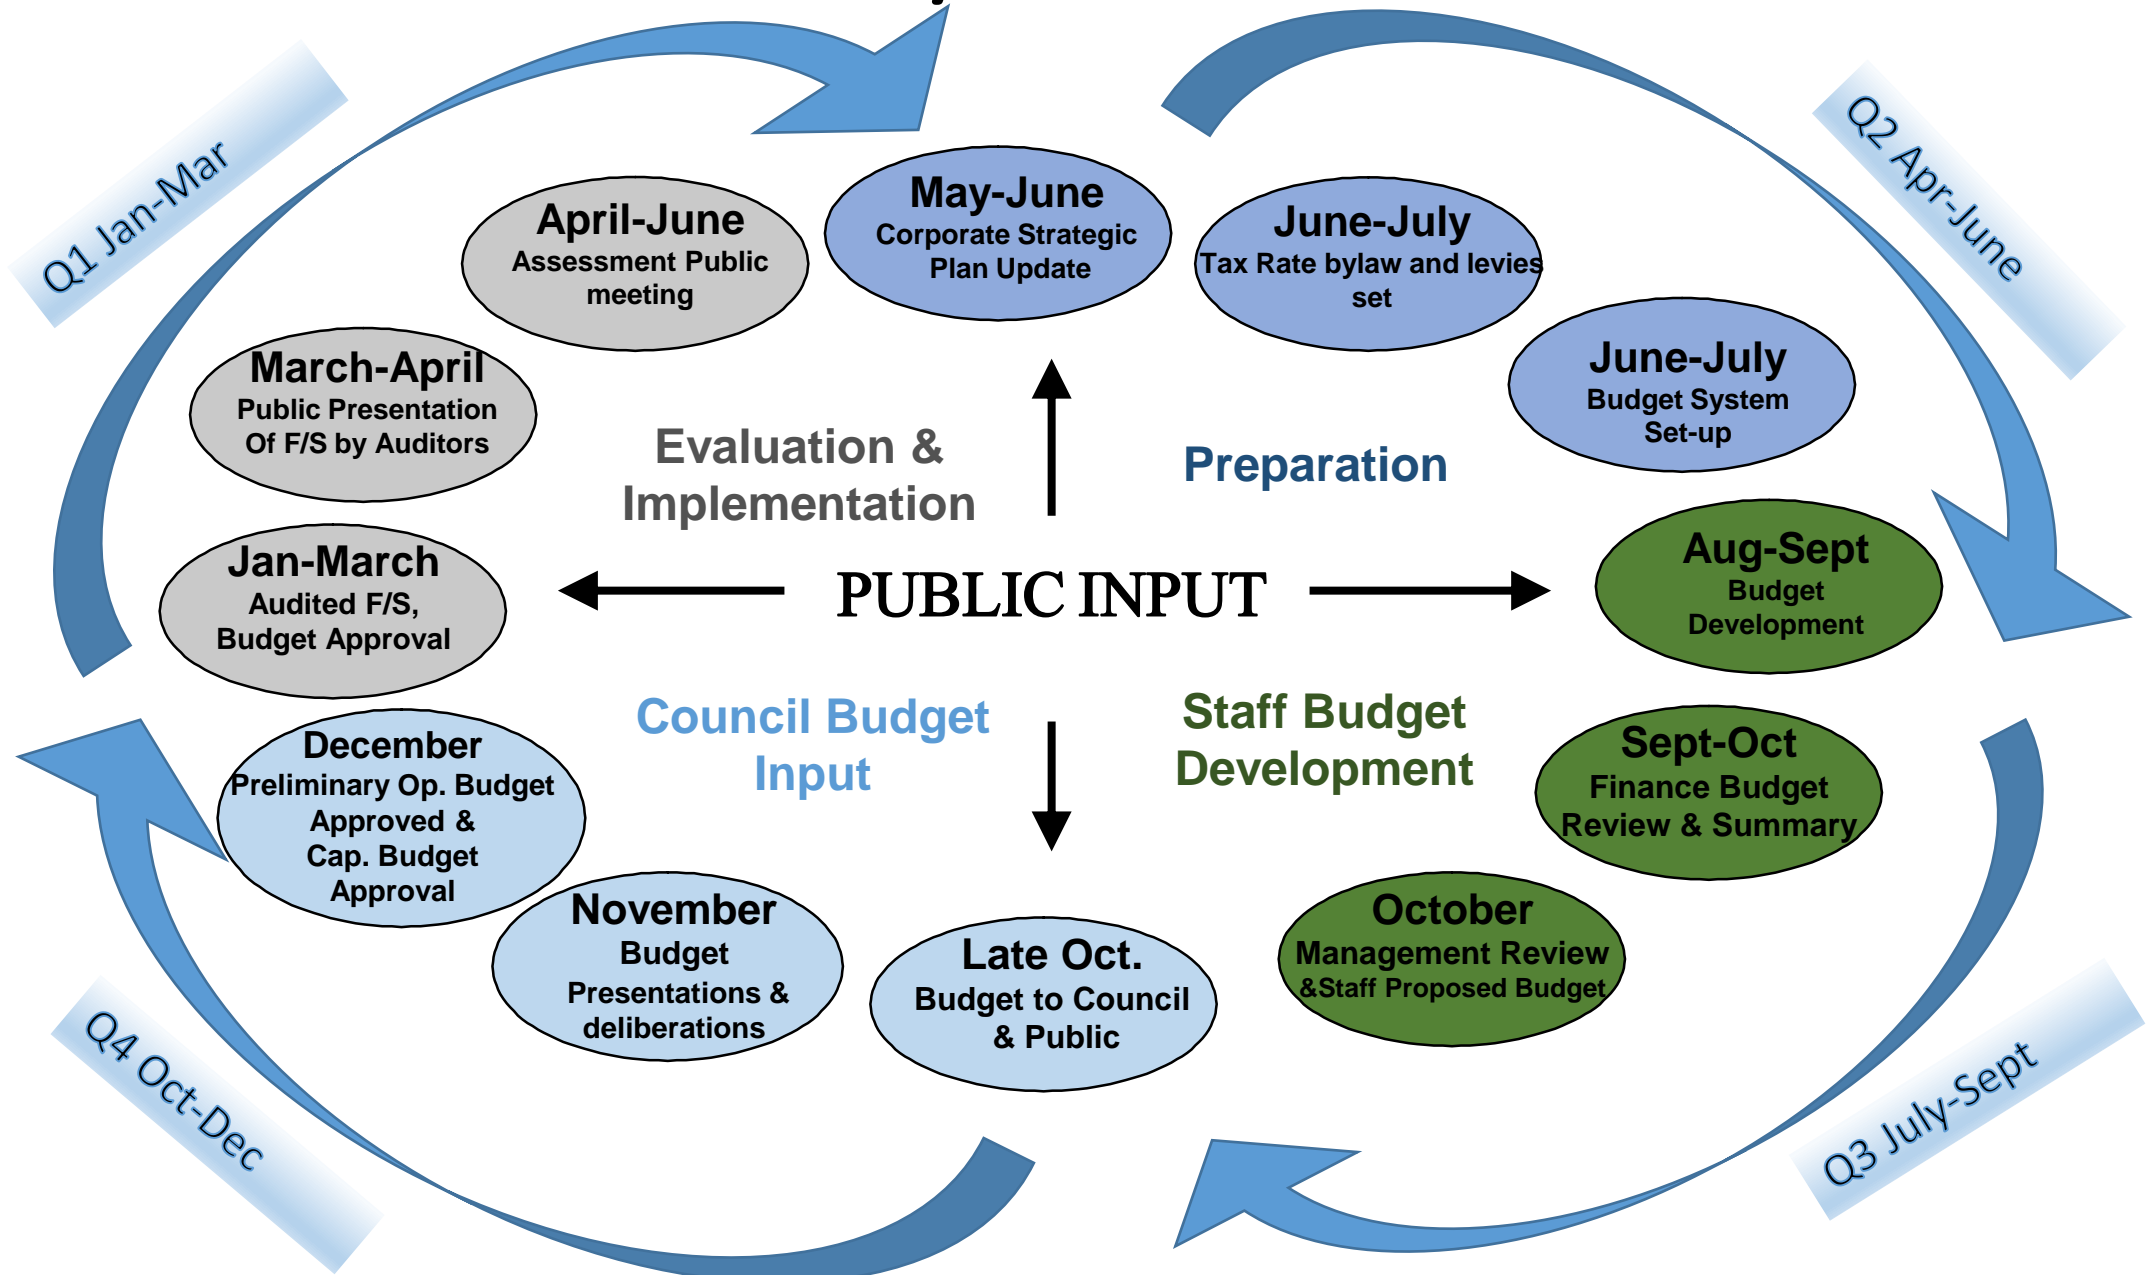 Q1 Jan-Mar
Q2 Apr-June
April-June
Assessment Public
meeting
May-June
Corporate Strategic
Plan Update
June-July
Tax Rate bylaw and levies
set
June-July
Budget System
Set-up
March-April
Public Presentation
Of F/S by Auditors
Evaluation &
Implementation
Preparation
Jan-March
Audited F/S,
Budget Approval
PUBLIC INPUT
Aug-Sept
Budget
Development
Council Budget
Input
Staff Budget
Development
December
Preliminary Op. Budget
Approved &
Cap. Budget
Approval
Sept-Oct
Finance Budget
Review & Summary
November
Budget
Presentations &
deliberations
Late Oct.
Budget to Council
& Public
October
Management Review
&Staff Proposed Budget
Q4 Oct-Dec
Q3 July-Sept